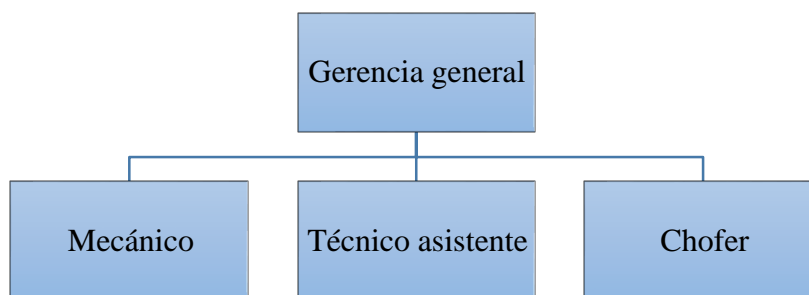 Gerencia general
Mecánico
Técnico asistente
Chofer